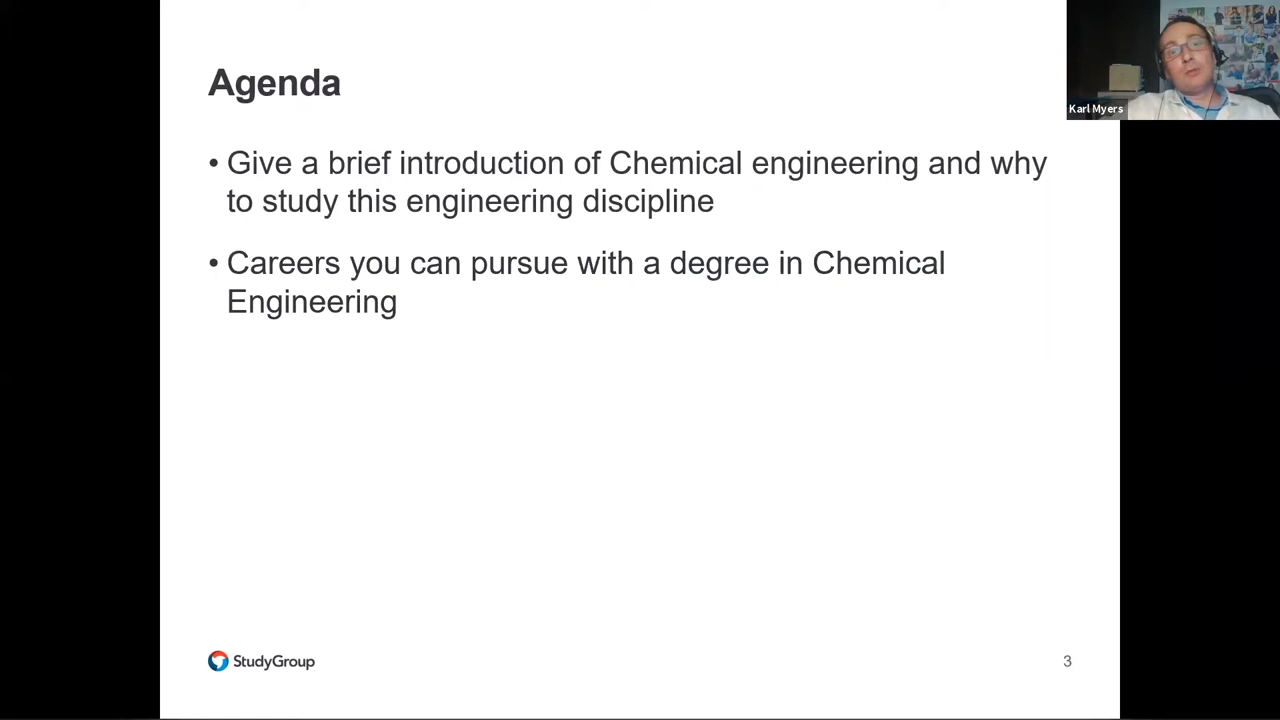 Agenda
Karl Myers
• Give a brief introduction of Chemical engineering and why
to study this engineering discipline
• Careers you can pursue with a degree in Chemical
Engineering
StudyGroup
3